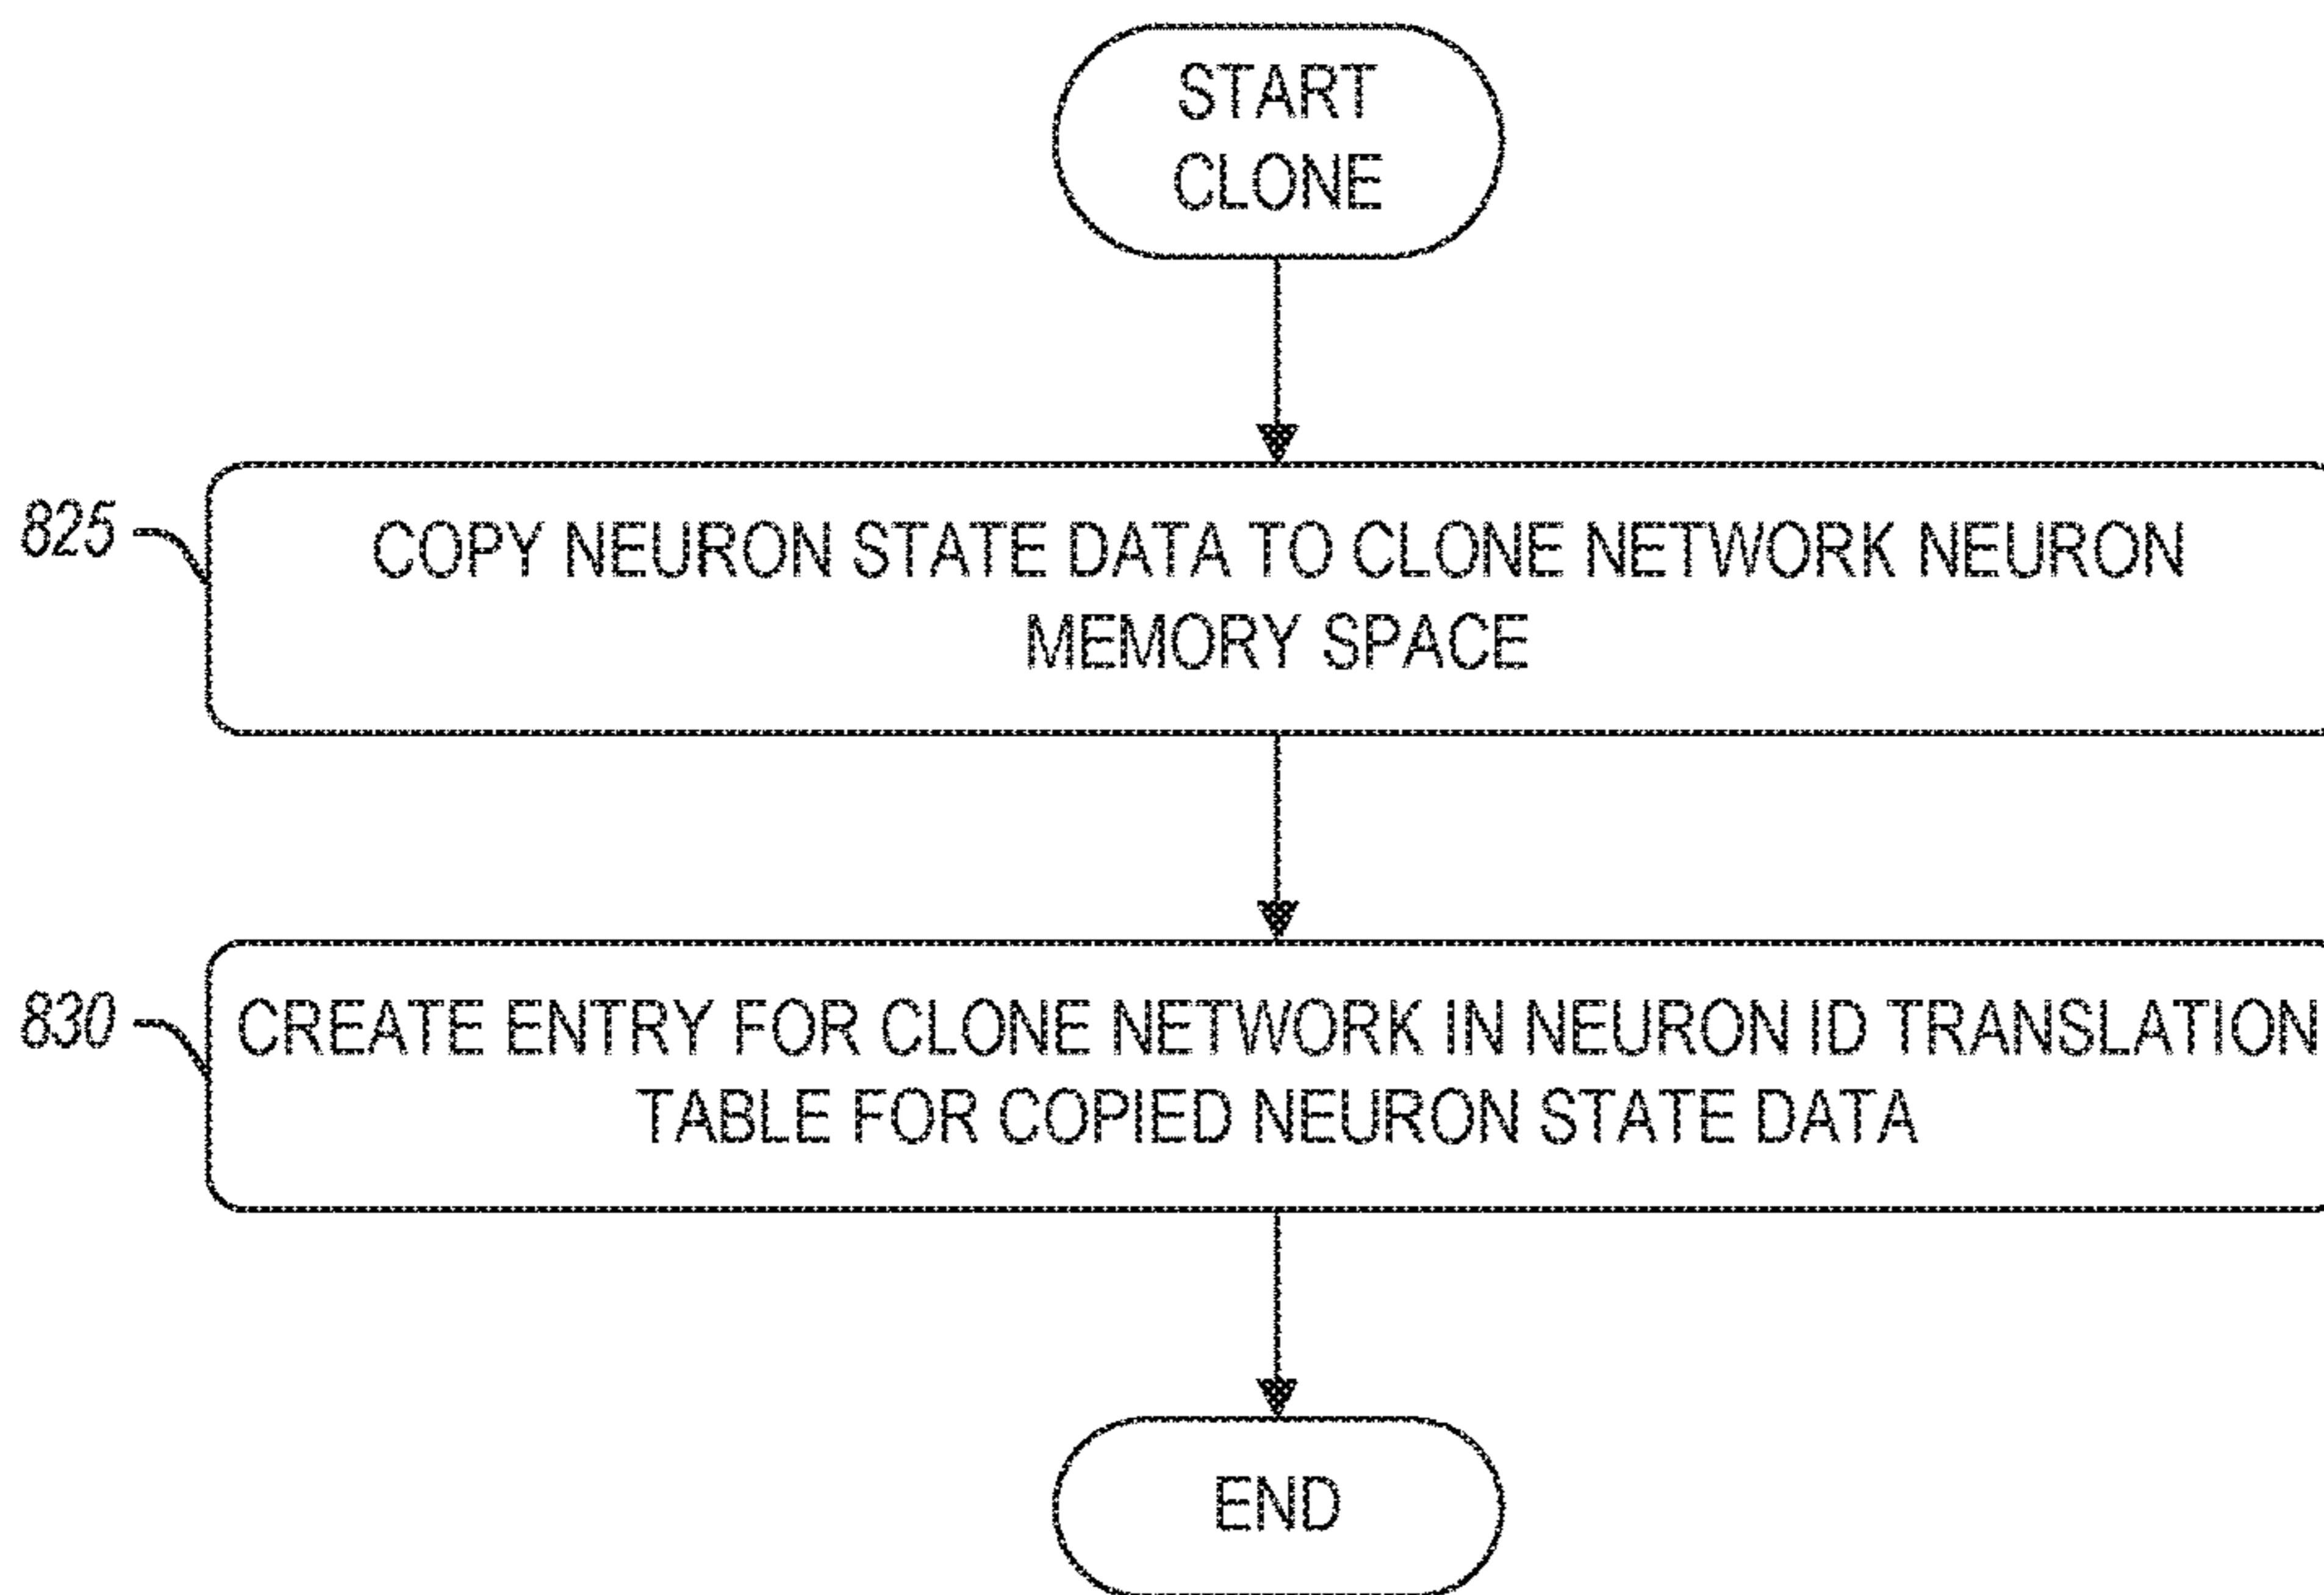 START
CLONE
825
COPY NEURON STATE DATA TO CLONE NETWORK NEURON
MEMORY SPACE
830
CREATE ENTRY FOR CLONE NETWORK IN NEURON ID TRANSLATION
TABLE FOR COPIED NEURON STATE DATA
END